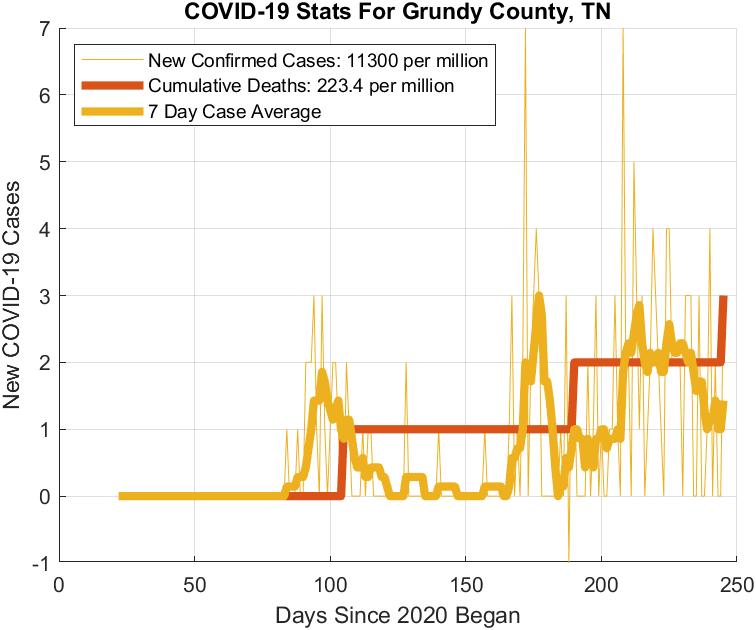 COVID-19 Stats For Grundy County, TN
New Confirmed Cases: 11300 per million
Cumulative Deaths: 223.4 per million
7 Day Case Average
New COVID-19 Cases
7
6
5
4
3
2
1
0
-1
0 50 100 150 200 250
Days Since 2020 Began